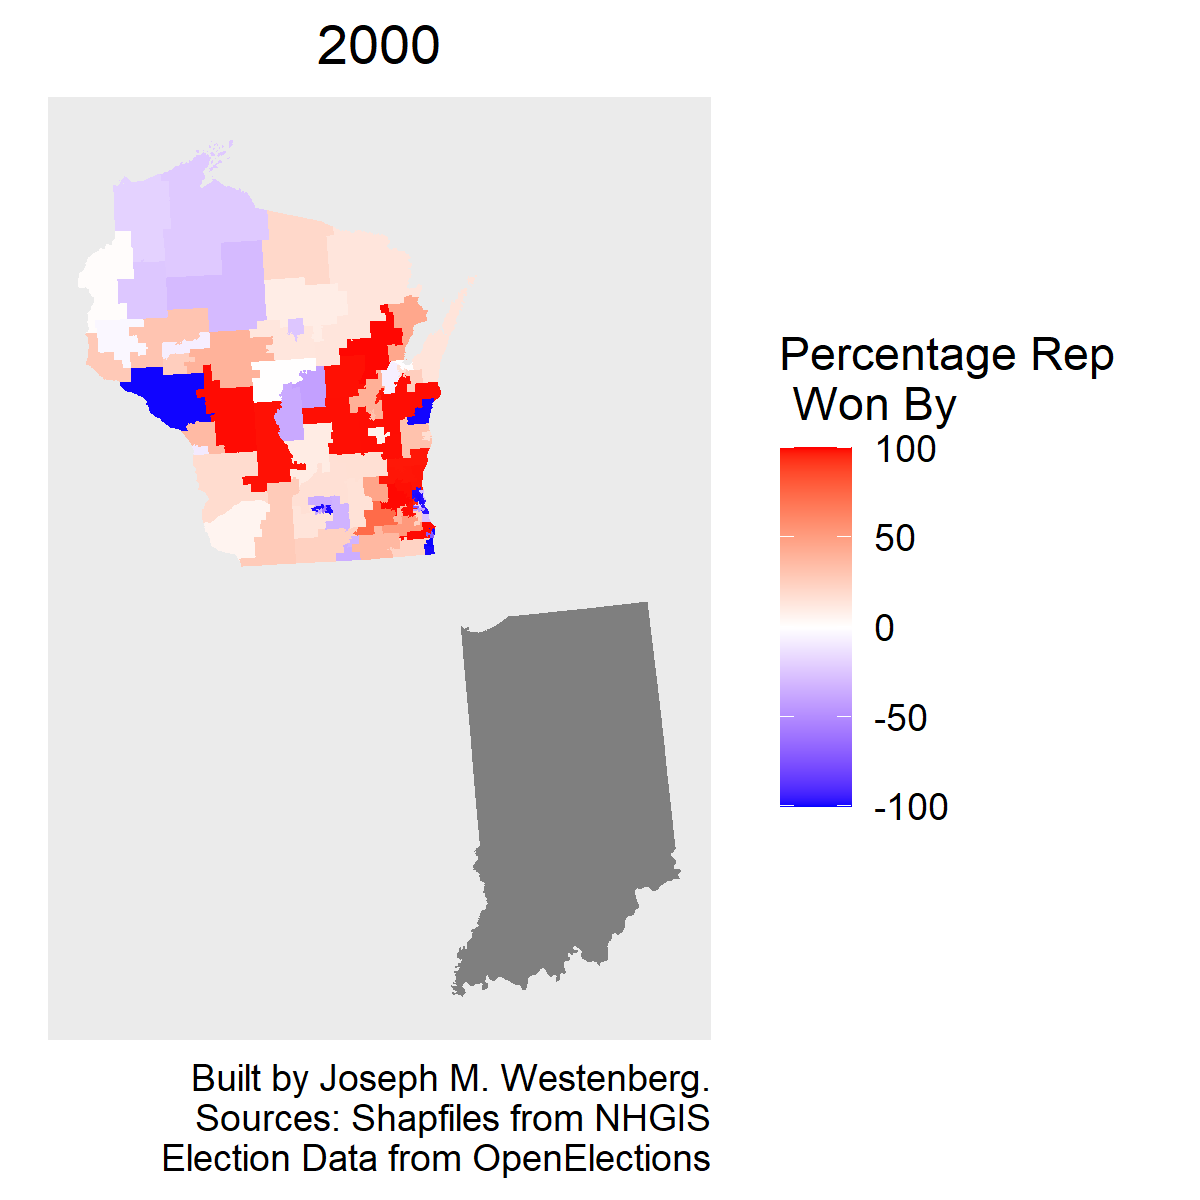 2000
Percentage Rep
Won By
100
50
0
-50
-100
Built by Joseph M. Westenberg.
Sources: Shapfiles from NHGIS
Election Data from OpenElections